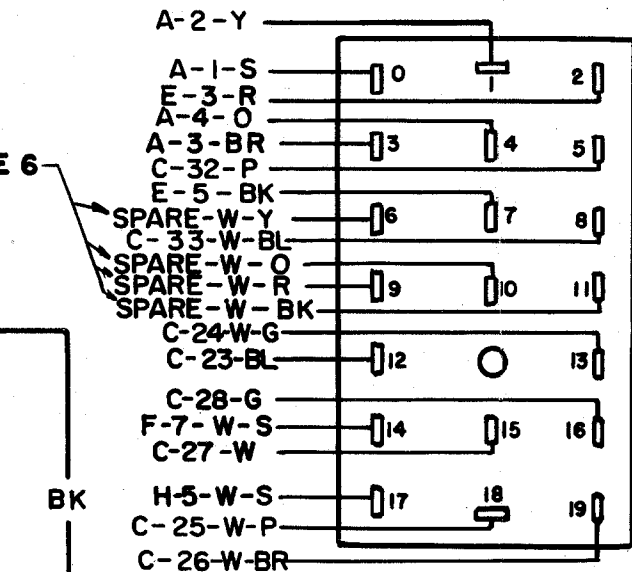 A-2-Y
A-1-S
0
1
2
E-3-R
A-4-O
A-3-BR
3
4
5
C-32-P
E 6
E-5-BK
SPARE-W-Y
6
7
8
C-33-W-BL
SPARE-W-O
SPARE-W-R
9
10
11
SPARE-W-BK
C-24-W-G
C-23-BL
12
13
C-28-G
F-7-W-S
14
15
16
C-27-W
BK
H-5-W-S
17
18
19
C-25-W-P
C-26-W-BR